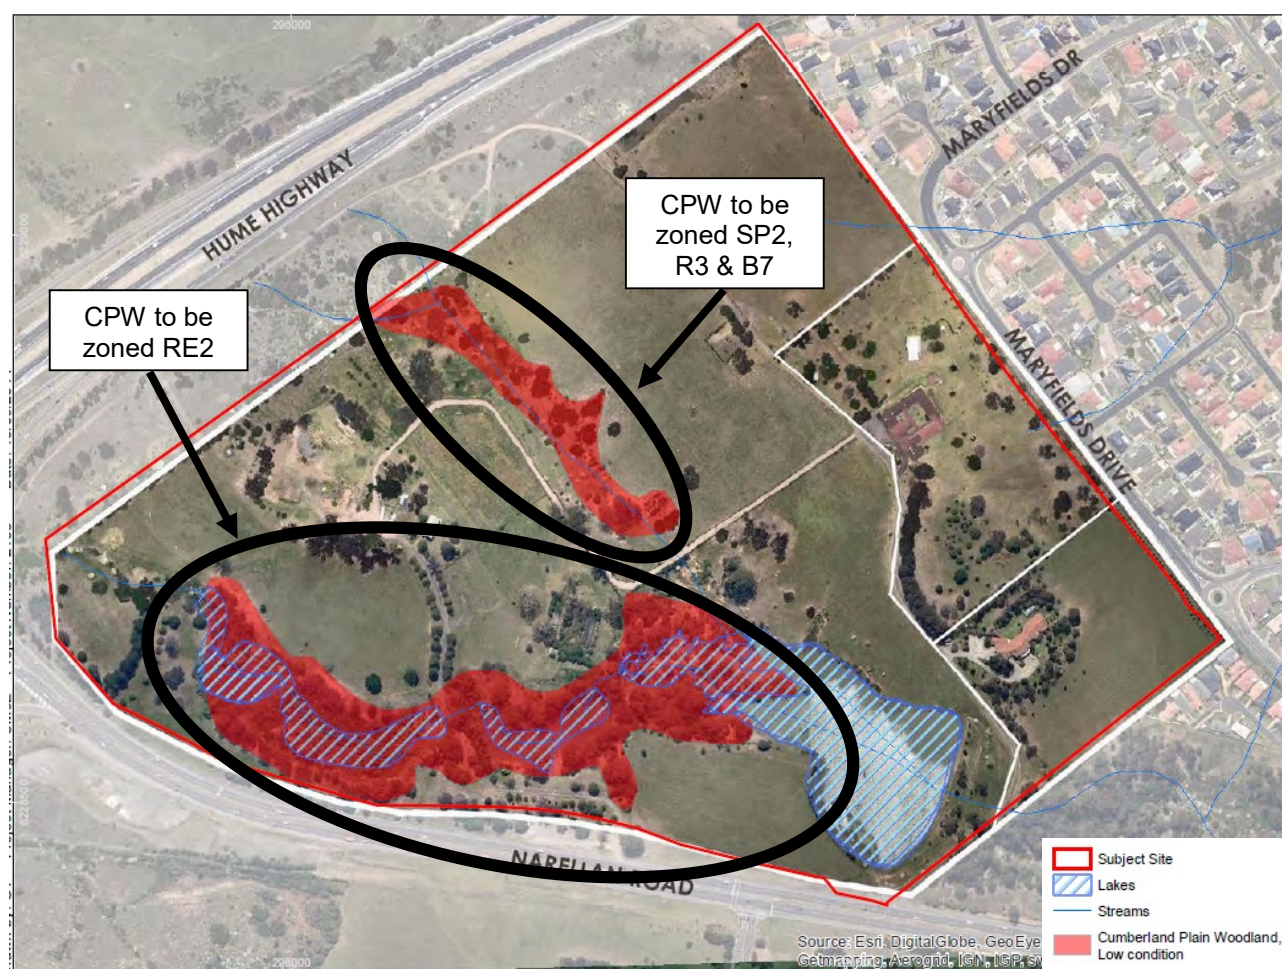 296000
MARYFIELDS DR
HUME HIGHWAY
CPW to be
zoned SP2,
R3 & B7
CPW to be
zoned RE2
MARYFIELDS DRIVE
NARELLAN ROAD
Subject Site
Lakes
Streams
Cumberland Plain Woodland,
Low condition
Source: Esri, DigitalGlobe, GeoEye
Getmapping, Aerogrid, IGN, IGP,
296000